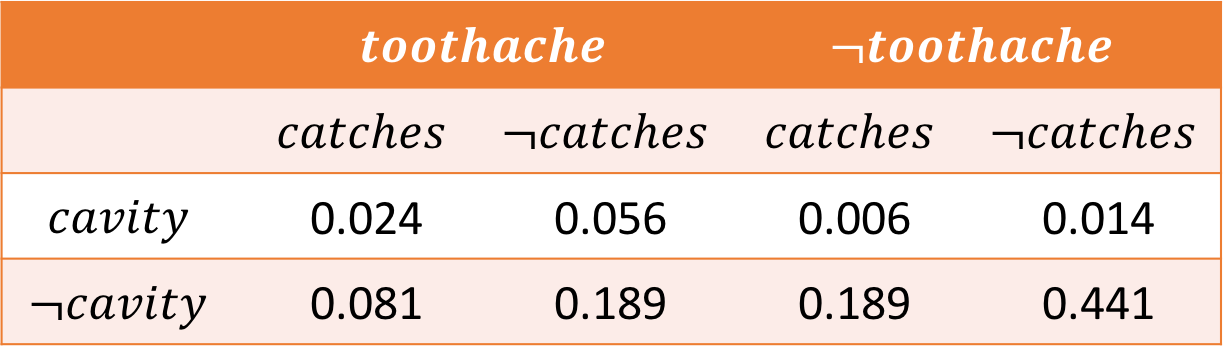 toothache ¬toothache
catches ¬catches catches ¬catches
cavity 0.024 0.056 0.006 0.014
¬cavity 0.081 0.189 0.189 0.441